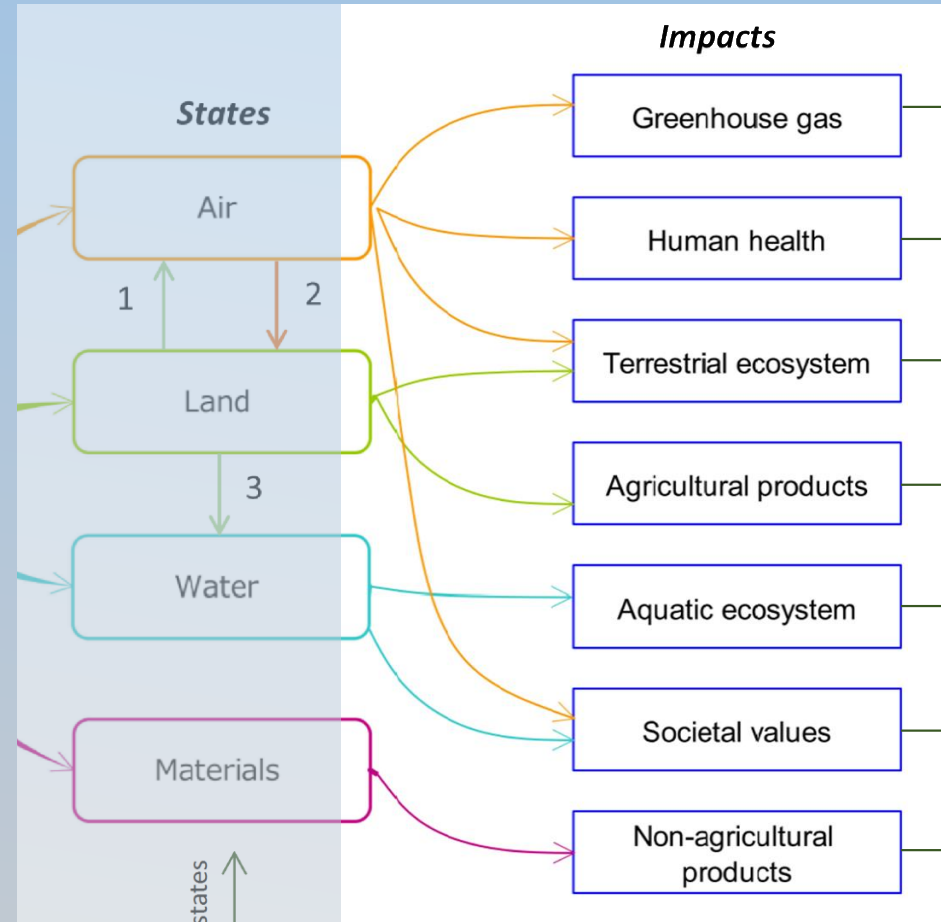 Impacts
States
Greenhouse gas
Air
Human health
1
2
Terrestrial ecosystem
Land
Agricultural products
3
Water
Aquatic ecosystem
Societal values
Materials
Non-agricultural
products
states